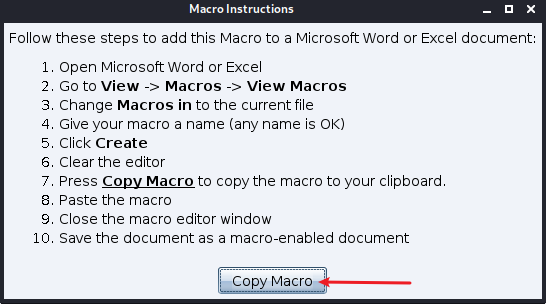 Macro Instructions
Follow these steps to add this Macro to a Microsoft Word or Excel document:
1. Open Microsoft Word or Excel
2. Go to View -> Macros -> View Macros
3. Change Macros in to the current file
4. Give your macro a name (any name is OK)
5. Click Create
6. Clear the editor
7. Press Copy Macro to copy the macro to your clipboard.
8. Paste the macro
9. Close the macro editor window
10. Save the document as a macro-enabled document
Copy Macro